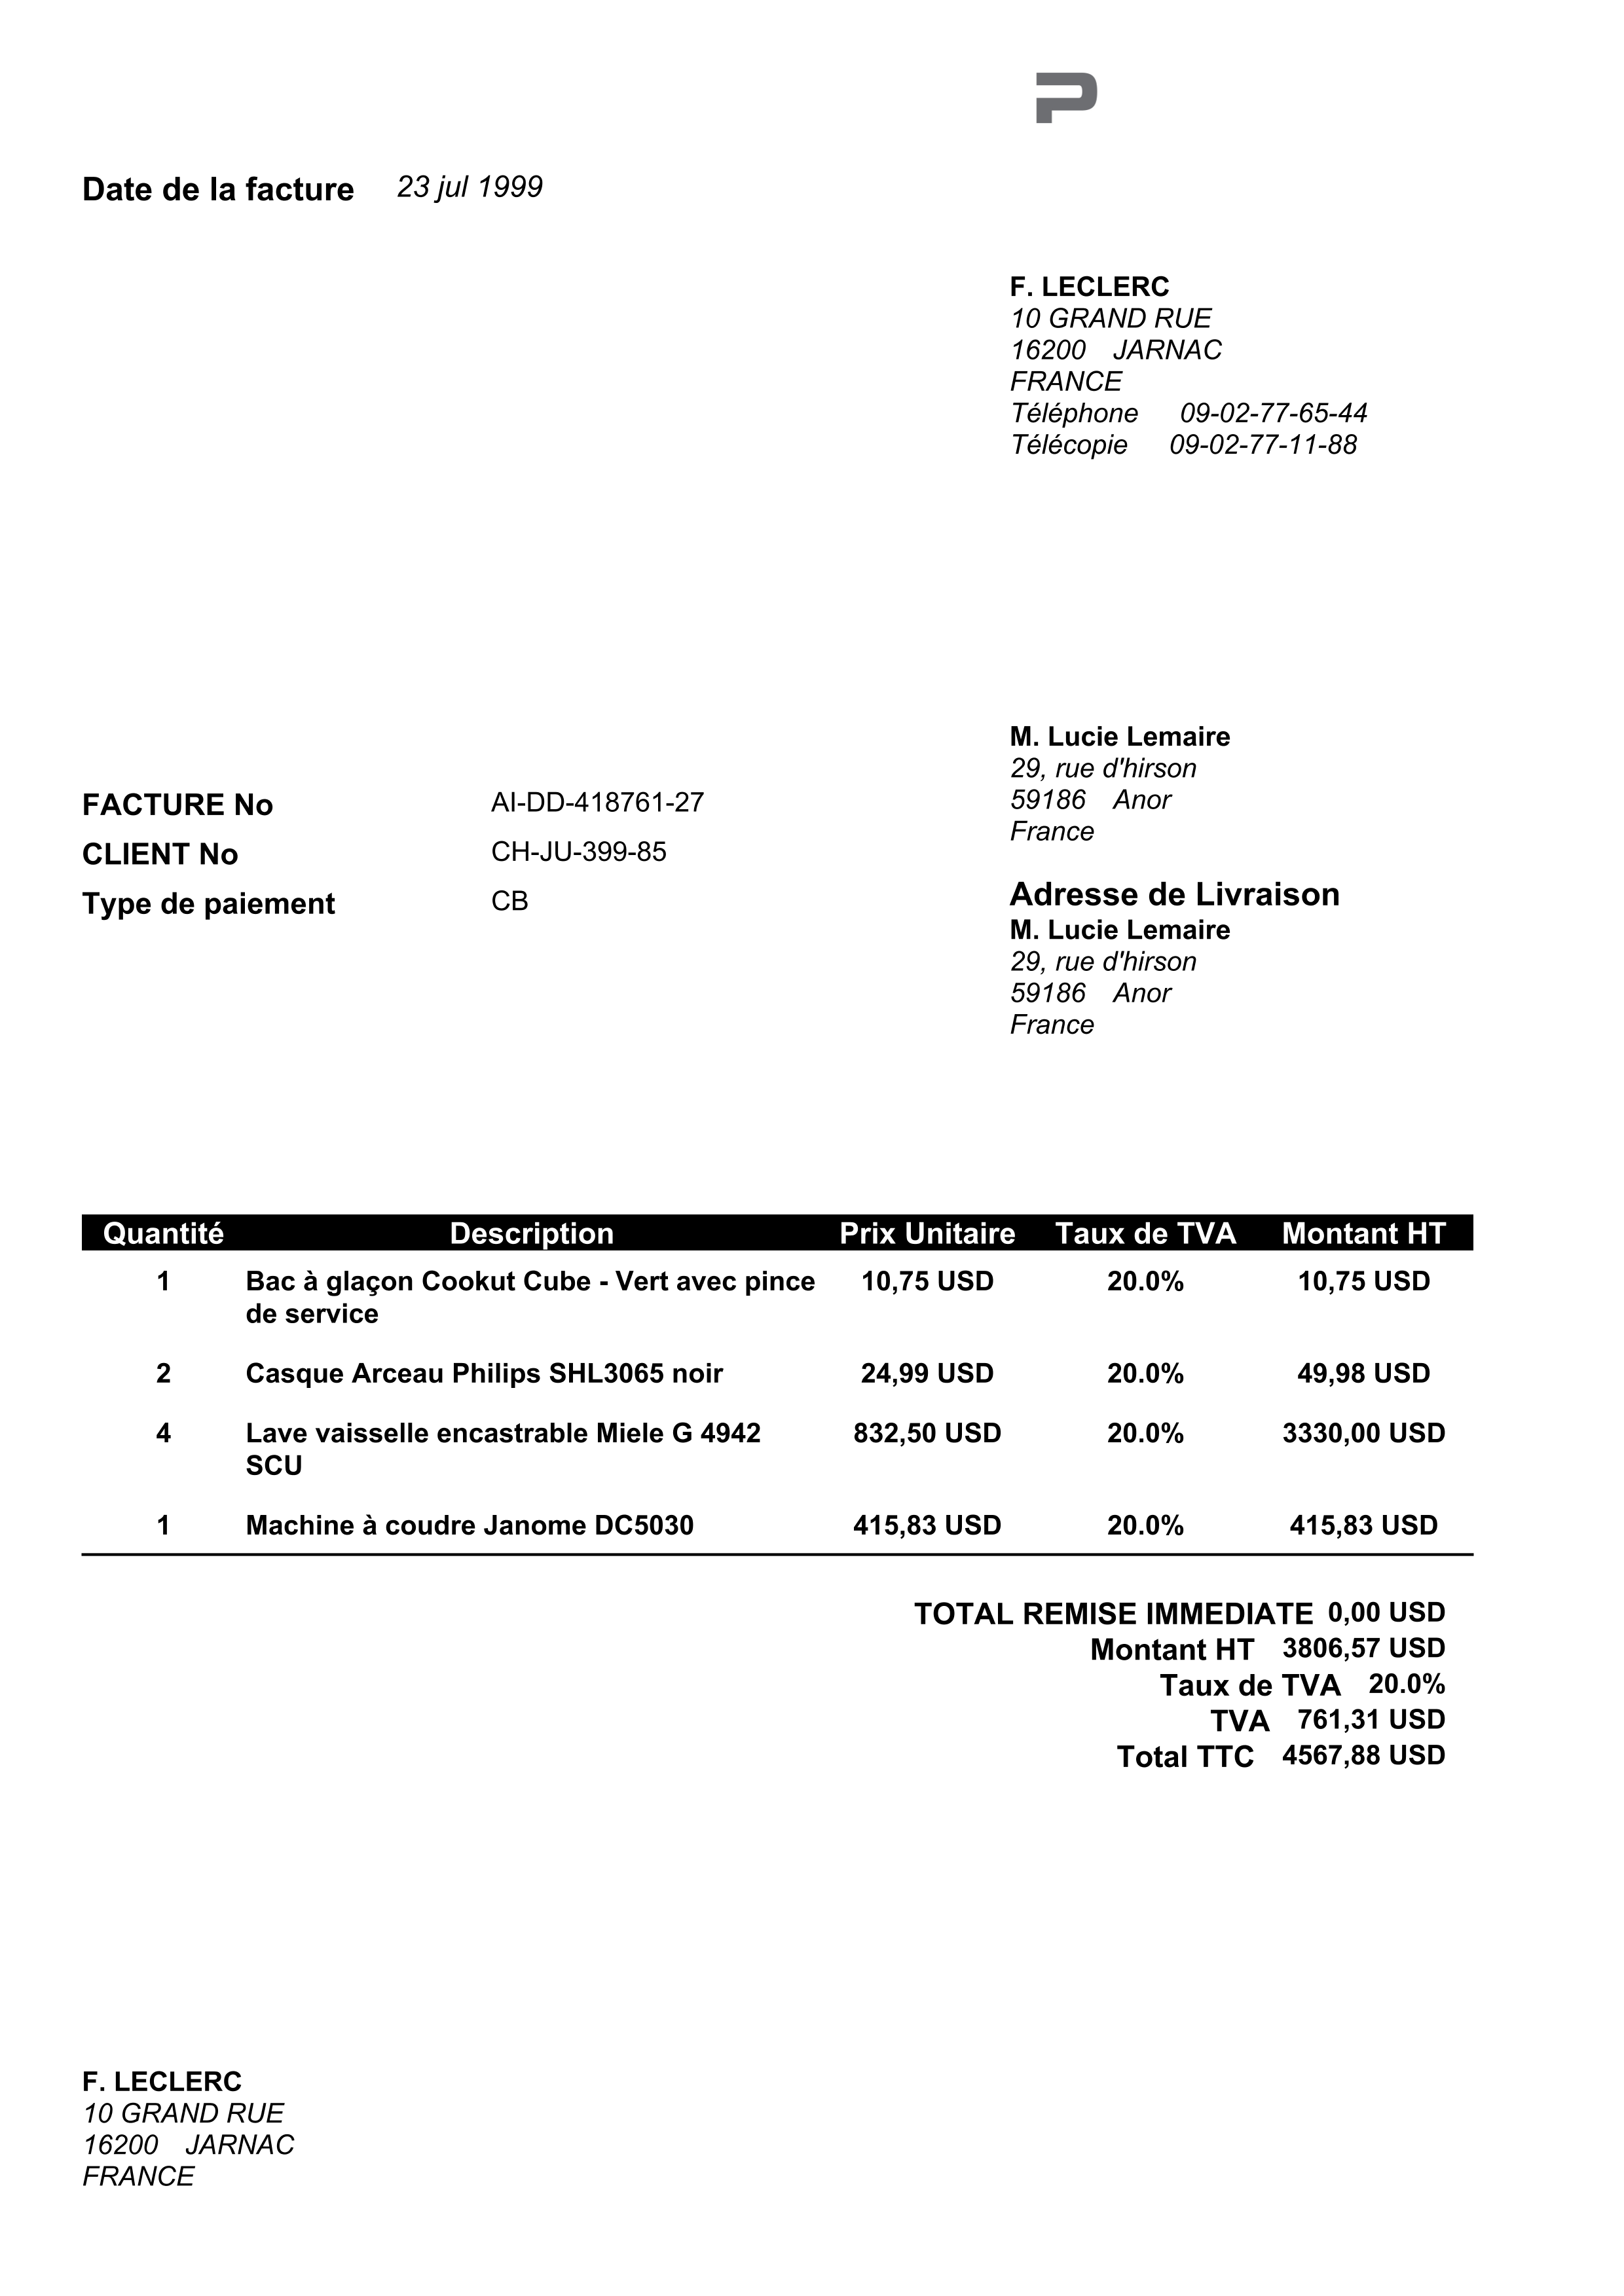 P
Date de la facture 23 jul 1999
F. LECLERC
10 GRAND RUE
16200 JARNAC
FRANCE
Téléphone 09-02-77-65-44
Télécopie 09-02-77-11-88
M. Lucie Lemaire
29, rue d'hirson
59186 Anor
France
FACTURE No AI-DD-418761-27
CLIENT No CH-JU-399-85
Type de paiement CB
Adresse de Livraison
M. Lucie Lemaire
29, rue d'hirson
59186 Anor
France
Quantité Description Prix Unitaire Taux de TVA Montant HT
1 Bac à glaçon Cookut Cube - Vert avec pince 10,75 USD 20.0% 10,75 USD
de service
2 Casque Arceau Philips SHL3065 noir 24,99 USD 20.0% 49,98 USD
4 Lave vaisselle encastrable Miele G 4942 832,50 USD 20.0% 3330,00 USD
SCU
1 Machine à coudre Janome DC5030 415,83 USD 20.0% 415,83 USD
TOTAL REMISE IMMEDIATE 0,00 USD
Montant HT 3806,57 USD
Taux de TVA 20.0%
TVA 761,31 USD
Total TTC 4567,88 USD
F. LECLERC
10 GRAND RUE
16200 JARNAC
FRANCE